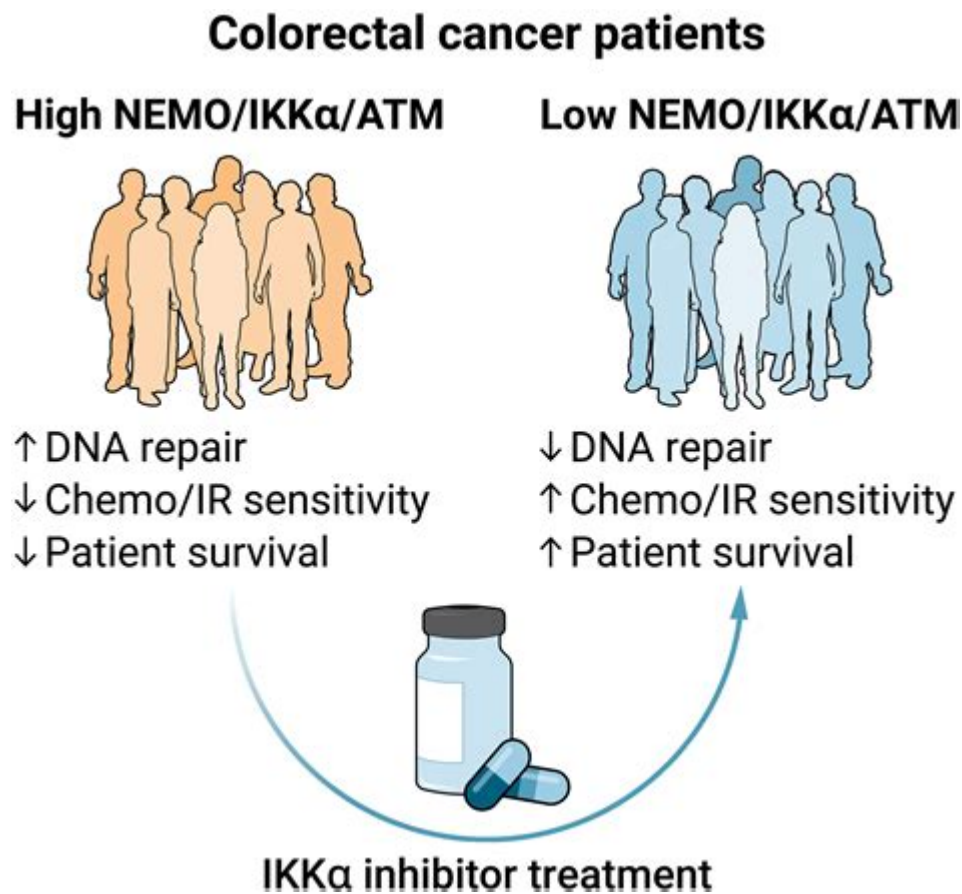 Colorectal cancer patients
High NEMO/IKKα/ATM
Low NEMO/IKKα/ATM
↑ DNA repair
↓ Chemo/IR sensitivity
↓ Patient survival
↓ DNA repair
↑ Chemo/IR sensitivity
↑ Patient survival
IKKα inhibitor treatment